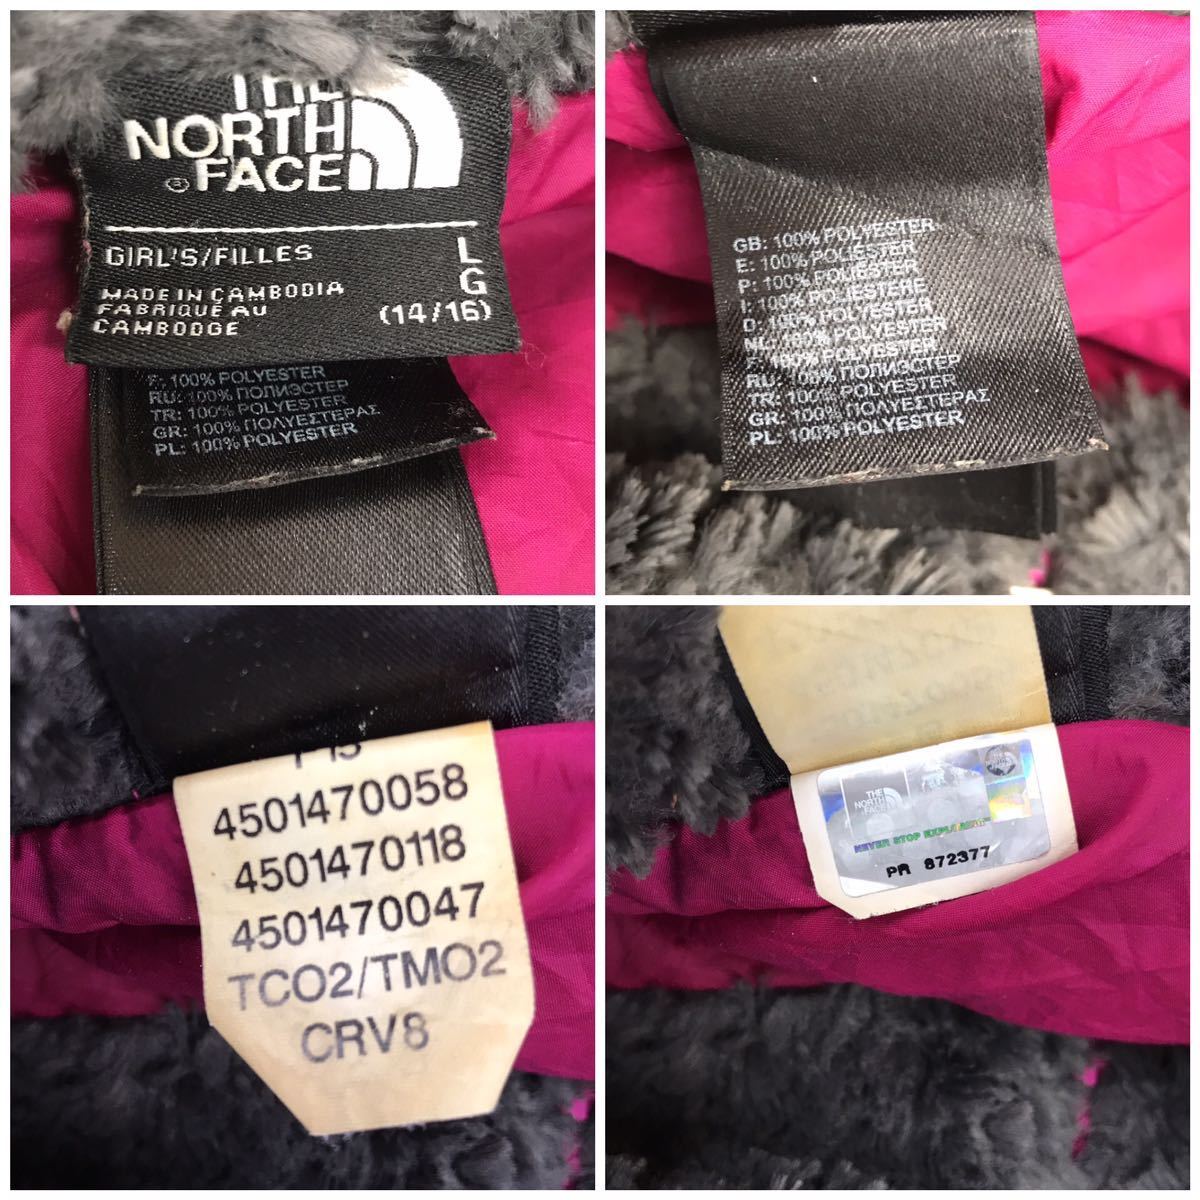 THE
NORTH
® FACE
GIRL'S/FILLES L
G
MADE IN CAMBODIA
FABRIQUE AU
CAMBODGE
(14/16)
F: 100% POLYESTER
RU: 100% ПОЛИЭСТЕР
TR: 100% POLYESTER
GR: 100% ΠΟΛΥΕΣΤΕΡΑΣ
PL: 100% POLYESTER
GB: 100% POLYESTER
E: 100% POLYESTER
P: 100% POLYESTER
I: 100% POLIESTERE
D: 100% POLYESTER
NL: 100% POLYESTER
F: 100% POLYESTER
RU: 100% ПОЛИЭСТЕР
TR: 100% POLYESTER
GR: 100% ΠΟΛΥΕΣΤΕΡΑΣ
PL: 100% POLYESTER
4501470058
4501470118
4501470047
TCO2/TMO2
CRV8
THE
NORTH
FACE
NEVER STOP EXPLORING
PR 872377